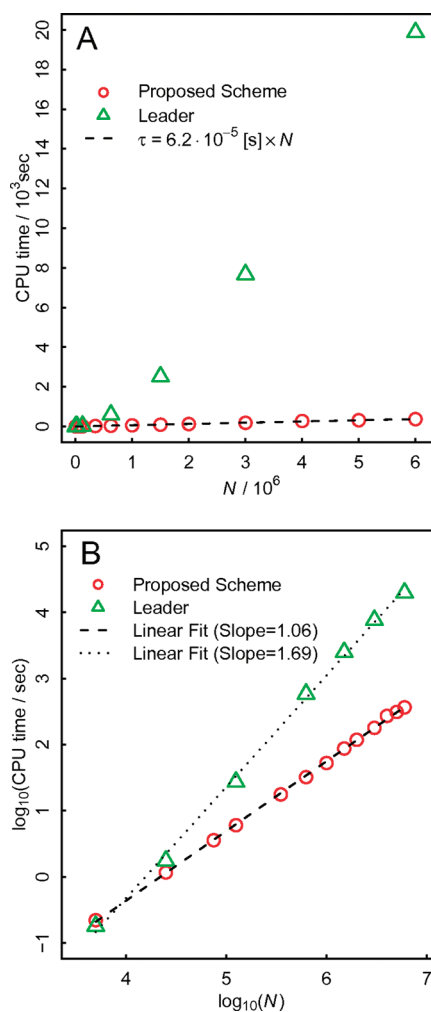 A
Proposed Scheme
Leader
τ = 6.2 · 10⁻⁵ [s] × N
CPU time / 10³sec
20
18
16
14
12
10
8
6
4
2
0
0 1 2 3 4 5 6
N / 10⁶
B
Proposed Scheme
Leader
Linear Fit (Slope=1.06)
Linear Fit (Slope=1.69)
log₁₀(CPU time / sec)
5
4
3
2
1
0
−1
4 5 6 7
log₁₀(N)